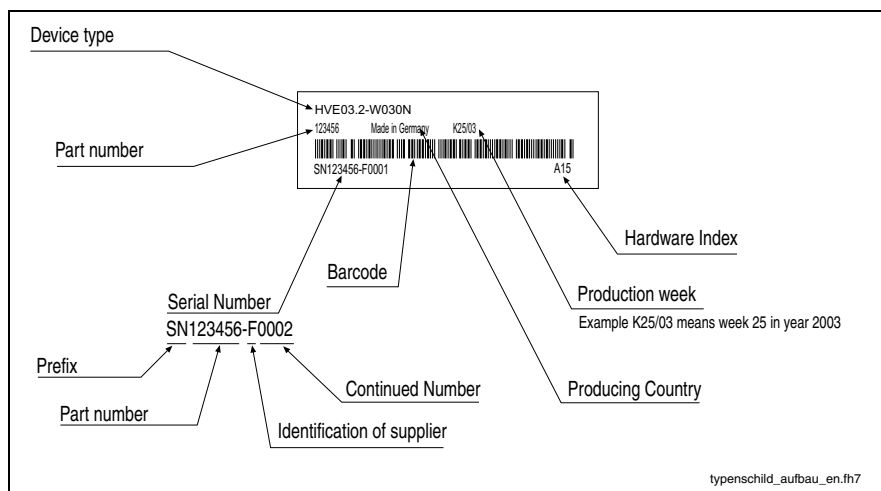 Device type
HVE03.2-W030N
123456 Made in Germany K25/03
Part number
SN123456-F0001 A15
Hardware Index
Barcode
Serial Number
Production week
SN123456-F0002
Example K25/03 means week 25 in year 2003
Prefix
Continued Number
Producing Country
Part number
Identification of supplier
typenschild_aufbau_en.fh7